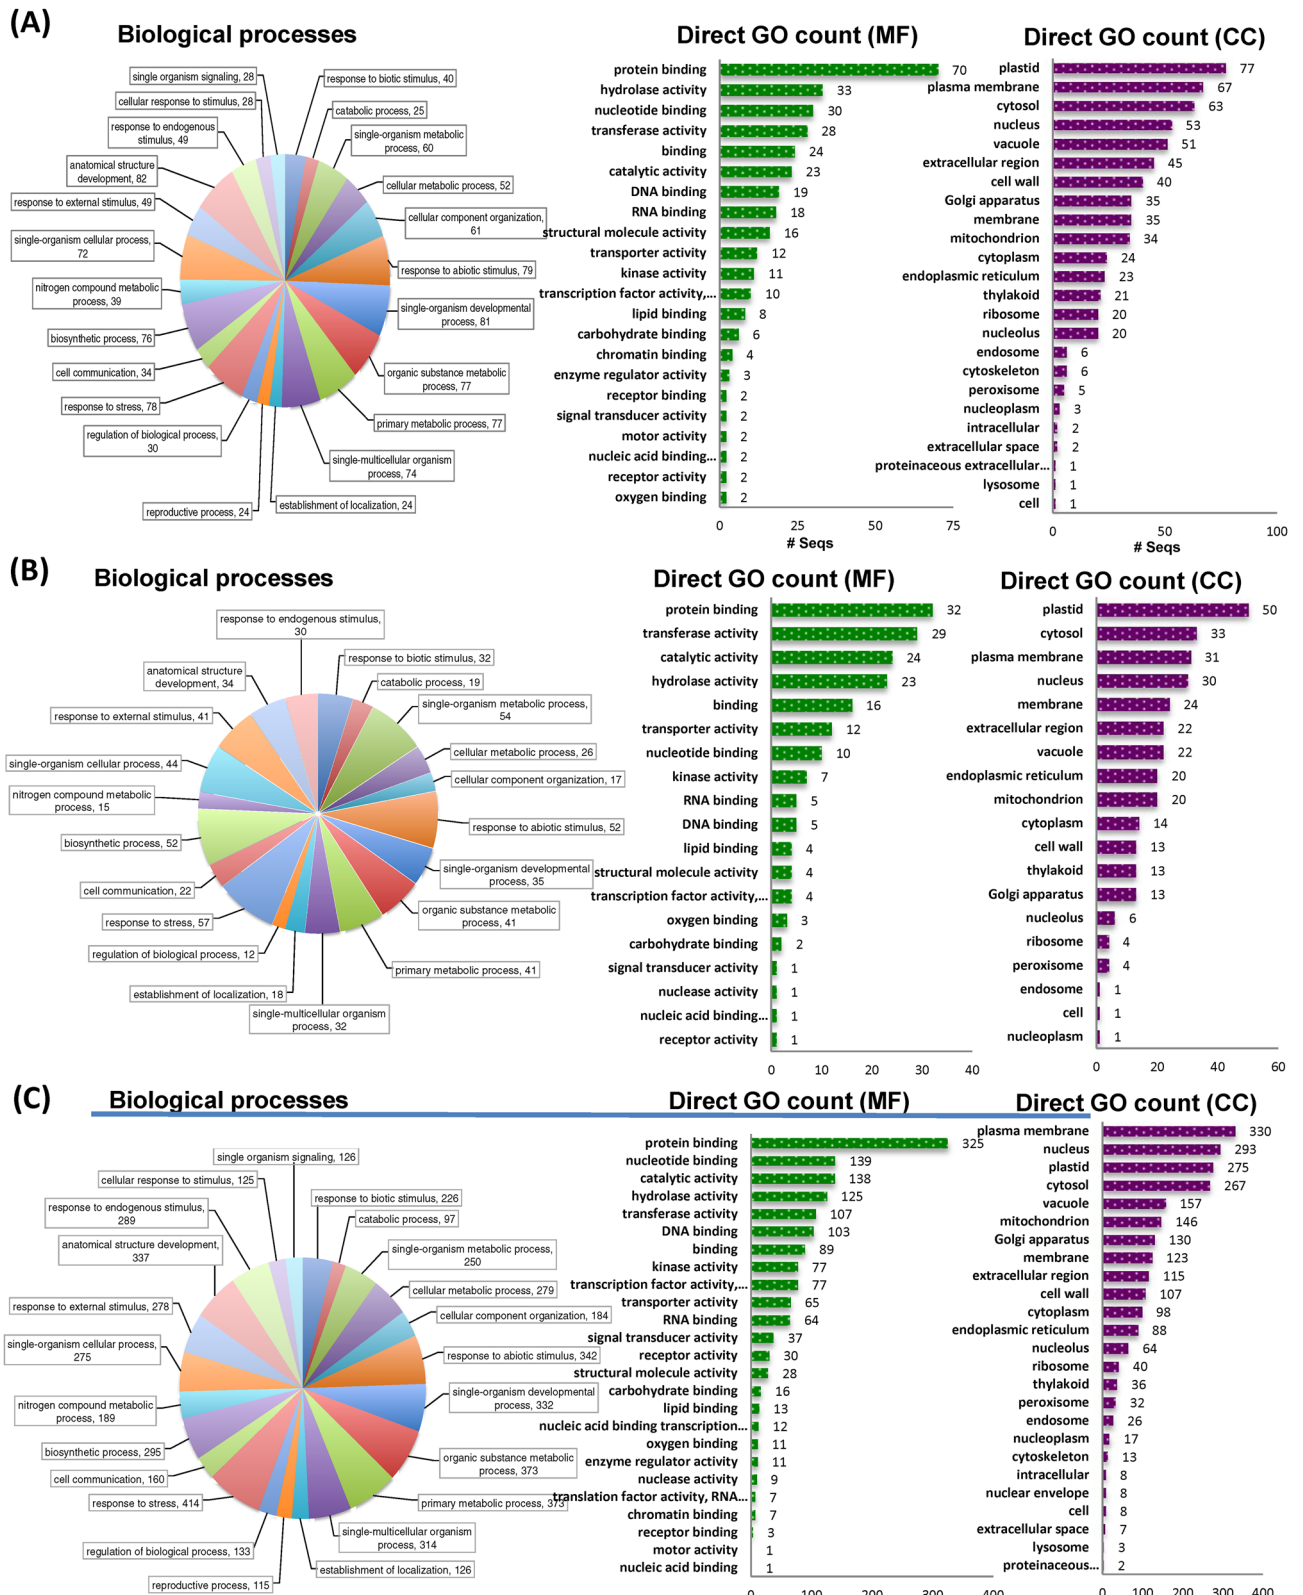 (A)
Biological processes
single organism signaling, 28
response to biotic stimulus, 40
cellular response to stimulus, 28
catabolic process, 25
response to endogenous
stimulus, 49
single-organism metabolic
process, 60
anatomical structure
development, 82
cellular metabolic process, 52
response to external stimulus, 49
cellular component organization,
61
single-organism cellular process,
72
response to abiotic stimulus, 79
nitrogen compound metabolic
process, 39
single-organism developmental
process, 81
biosynthetic process, 76
cell communication, 34
organic substance metabolic
process, 77
response to stress, 78
primary metabolic process, 77
regulation of biological process,
30
single-multicellular organism
process, 74
reproductive process, 24
establishment of localization, 24
Direct GO count (MF)
protein binding 70
hydrolase activity 33
nucleotide binding 30
transferase activity 28
binding 24
catalytic activity 23
DNA binding 19
RNA binding 18
structural molecule activity 16
transporter activity 12
kinase activity 11
transcription factor activity,... 10
lipid binding 8
carbohydrate binding 6
chromatin binding 4
enzyme regulator activity 3
receptor binding 2
signal transducer activity 2
motor activity 2
nucleic acid binding... 2
receptor activity 2
oxygen binding 2
0 25 50 75
# Seqs
Direct GO count (CC)
plastid 77
plasma membrane 67
cytosol 63
nucleus 53
vacuole 51
extracellular region 45
cell wall 40
Golgi apparatus 35
membrane 35
mitochondrion 34
cytoplasm 24
endoplasmic reticulum 23
thylakoid 21
ribosome 20
nucleolus 20
endosome 6
cytoskeleton 6
peroxisome 5
nucleoplasm 3
intracellular 2
extracellular space 2
proteinaceous extracellular... 1
lysosome 1
cell 1
0 50 100
# Seqs
(B)
Biological processes
response to endogenous stimulus,
30
response to biotic stimulus, 32
anatomical structure
development, 34
catabolic process, 19
single-organism metabolic process,
54
response to external stimulus, 41
cellular metabolic process, 26
single-organism cellular process, 44
cellular component organization, 17
nitrogen compound metabolic
process, 15
response to abiotic stimulus, 52
biosynthetic process, 52
single-organism developmental
process, 35
cell communication, 22
organic substance metabolic
process, 41
response to stress, 57
regulation of biological process, 12
primary metabolic process, 41
establishment of localization, 18
single-multicellular organism
process, 32
Direct GO count (MF)
protein binding 32
transferase activity 29
catalytic activity 24
hydrolase activity 23
binding 16
transporter activity 12
nucleotide binding 10
kinase activity 7
RNA binding 5
DNA binding 5
lipid binding 4
structural molecule activity 4
transcription factor activity,... 4
oxygen binding 3
carbohydrate binding 2
signal transducer activity 1
nuclease activity 1
nucleic acid binding... 1
receptor activity 1
0 10 20 30 40
Direct GO count (CC)
plastid 50
cytosol 33
plasma membrane 31
nucleus 30
membrane 24
extracellular region 22
vacuole 22
endoplasmic reticulum 20
mitochondrion 20
cytoplasm 14
cell wall 13
thylakoid 13
Golgi apparatus 13
nucleolus 6
ribosome 4
peroxisome 4
endosome 1
cell 1
nucleoplasm 1
0 20 40 60
(C)
Biological processes
single organism signaling, 126
cellular response to stimulus, 125
response to biotic stimulus, 226
response to endogenous stimulus,
289
catabolic process, 97
anatomical structure development,
337
single-organism metabolic process,
250
cellular metabolic process, 279
response to external stimulus, 278
cellular component organization, 184
single-organism cellular process,
275
response to abiotic stimulus, 342
single-organism developmental
process, 332
nitrogen compound metabolic
process, 189
biosynthetic process, 295
organic substance metabolic
process, 373
cell communication, 160
response to stress, 414
primary metabolic process, 373
single-multicellular organism
process, 314
regulation of biological process, 133
establishment of localization, 126
reproductive process, 115
Direct GO count (MF)
protein binding 325
nucleotide binding 139
catalytic activity 138
hydrolase activity 125
transferase activity 107
DNA binding 103
binding 89
kinase activity 77
transcription factor activity,... 77
transporter activity 65
RNA binding 64
signal transducer activity 37
receptor activity 30
structural molecule activity 28
carbohydrate binding 16
lipid binding 13
nucleic acid binding transcription... 12
oxygen binding 11
enzyme regulator activity 11
nuclease activity 9
translation factor activity, RNA... 7
chromatin binding 7
receptor binding 3
motor activity 1
nucleic acid binding 1
0 100 200 300 400
Direct GO count (CC)
plasma membrane 330
nucleus 293
plastid 275
cytosol 267
vacuole 157
mitochondrion 146
Golgi apparatus 130
membrane 123
extracellular region 115
cell wall 107
cytoplasm 98
endoplasmic reticulum 88
nucleolus 64
ribosome 40
thylakoid 36
peroxisome 32
endosome 26
nucleoplasm 17
cytoskeleton 13
intracellular 8
nuclear envelope 8
cell 8
extracellular space 7
lysosome 3
proteinaceous... 2
0 100 200 300 400